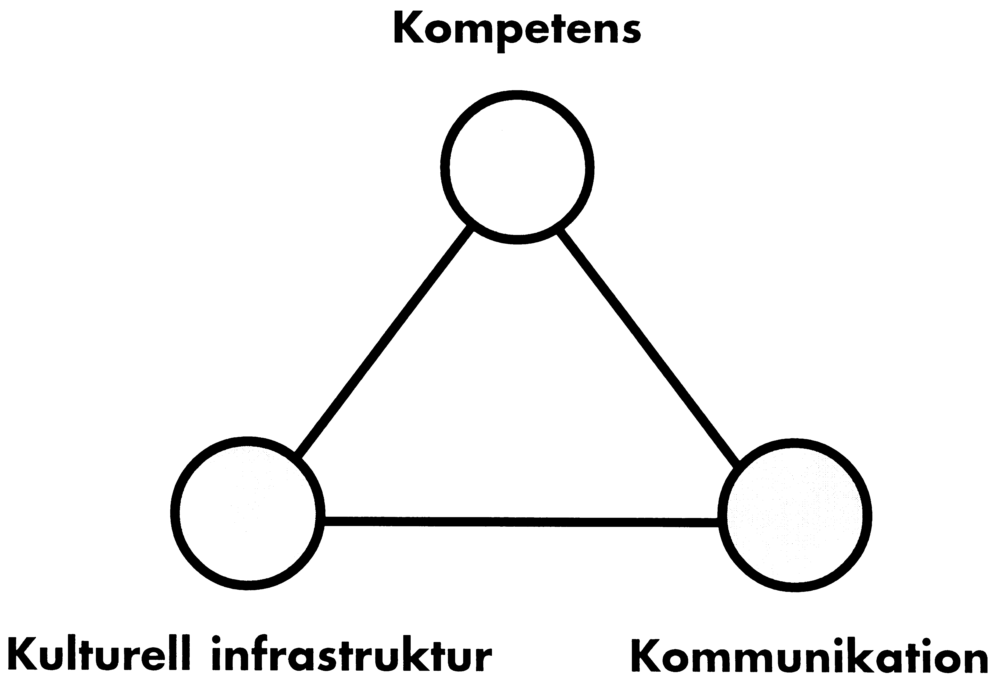 Kompetens
Kulturell infrastruktur
Kommunikation